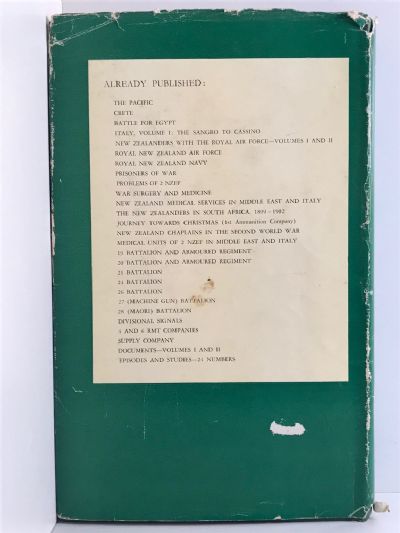 ALREADY PUBLISHED:
THE PACIFIC
CRETE
BATTLE FOR EGYPT
ITALY, VOLUME I: THE SANGRO TO CASSINO
NEW ZEALANDERS WITH THE ROYAL AIR FORCE—VOLUMES I AND II
ROYAL NEW ZEALAND AIR FORCE
ROYAL NEW ZEALAND NAVY
PRISONERS OF WAR
PROBLEMS OF 2 NZEF
WAR SURGERY AND MEDICINE
NEW ZEALAND MEDICAL SERVICES IN MIDDLE EAST AND ITALY
THE NEW ZEALANDERS IN SOUTH AFRICA, 1899–1902
JOURNEY TOWARDS CHRISTMAS (1st Ammunition Company)
NEW ZEALAND CHAPLAINS IN THE SECOND WORLD WAR
MEDICAL UNITS OF 2 NZEF IN MIDDLE EAST AND ITALY
19 BATTALION AND ARMOURED REGIMENT
20 BATTALION AND ARMOURED REGIMENT
21 BATTALION
24 BATTALION
26 BATTALION
27 (MACHINE GUN) BATTALION
28 (MAORI) BATTALION
DIVISIONAL SIGNALS
4 AND 6 RMT COMPANIES
SUPPLY COMPANY
DOCUMENTS—VOLUMES I AND II
EPISODES AND STUDIES—24 NUMBERS